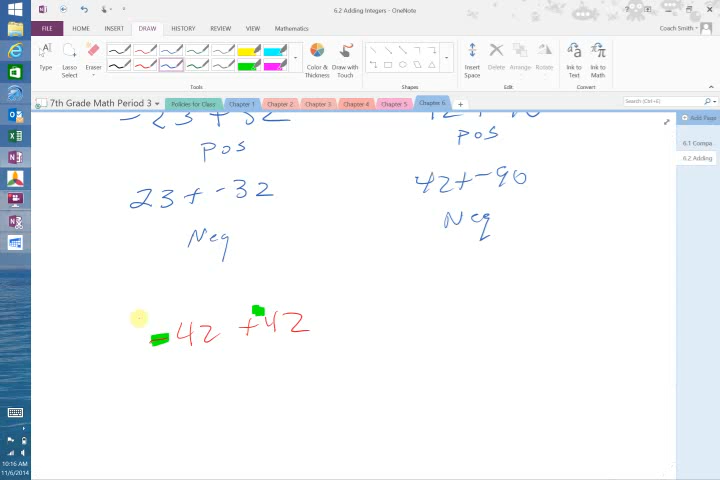 6.2 Adding Integers - OneNote
FILE HOME INSERT DRAW HISTORY REVIEW VIEW Mathematics Coach Smith
Type Lasso Select Eraser Color & Thickness Draw with Touch Insert Space Delete Arrange Rotate Ink to Text Ink to Math
Tools Shapes Edit Convert
7th Grade Math Period 3 Policies for Class Chapter 1 Chapter 2 Chapter 3 Chapter 4 Chapter 5 Chapter 6 + Search (Ctrl+E)
Add Page
6.1 Compa
6.2 Adding
- 23 + 32
Pos Pos
23 + -32 42 + -90
Neg Neg
- 42 + 42
10:16 AM
11/6/2014